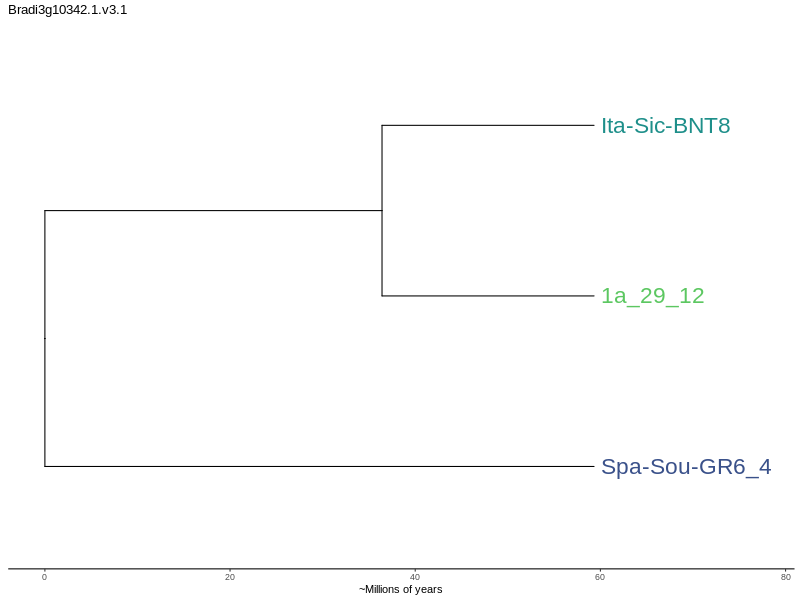 Bradi3g10342.1.v3.1
Ita-Sic-BNT8
1a_29_12
Spa-Sou-GR6_4
0 20 40 60 80
~Millions of years